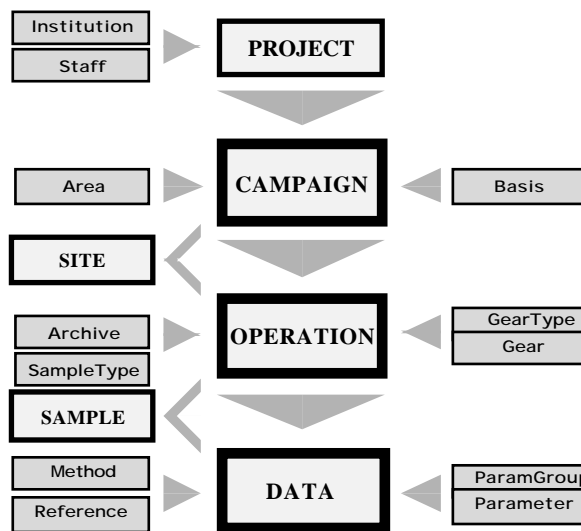 Institution
Staff
PROJECT
Area
CAMPAIGN
Basis
SITE
Archive
SampleType
OPERATION
GearType
Gear
SAMPLE
Method
Reference
DATA
ParamGroup
Parameter